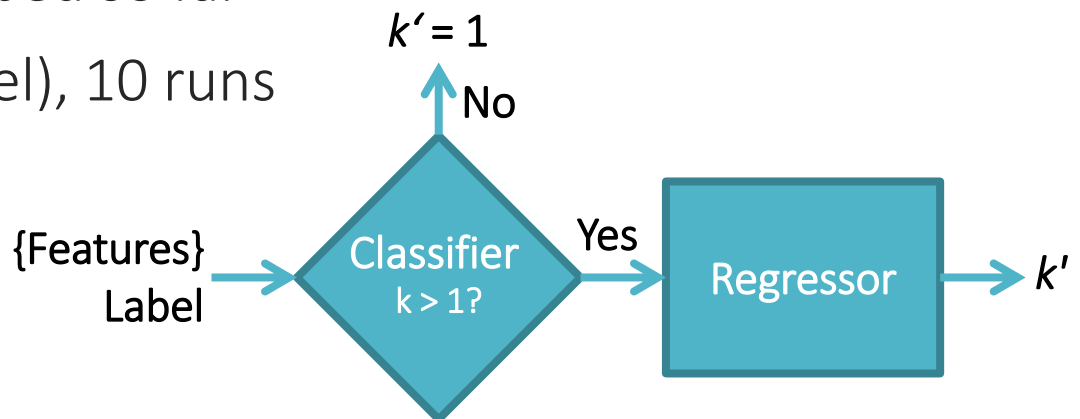 el), 10 runs
k′ = 1
No
{Features}
Label
Classifier
k > 1?
Yes
Regressor
k'